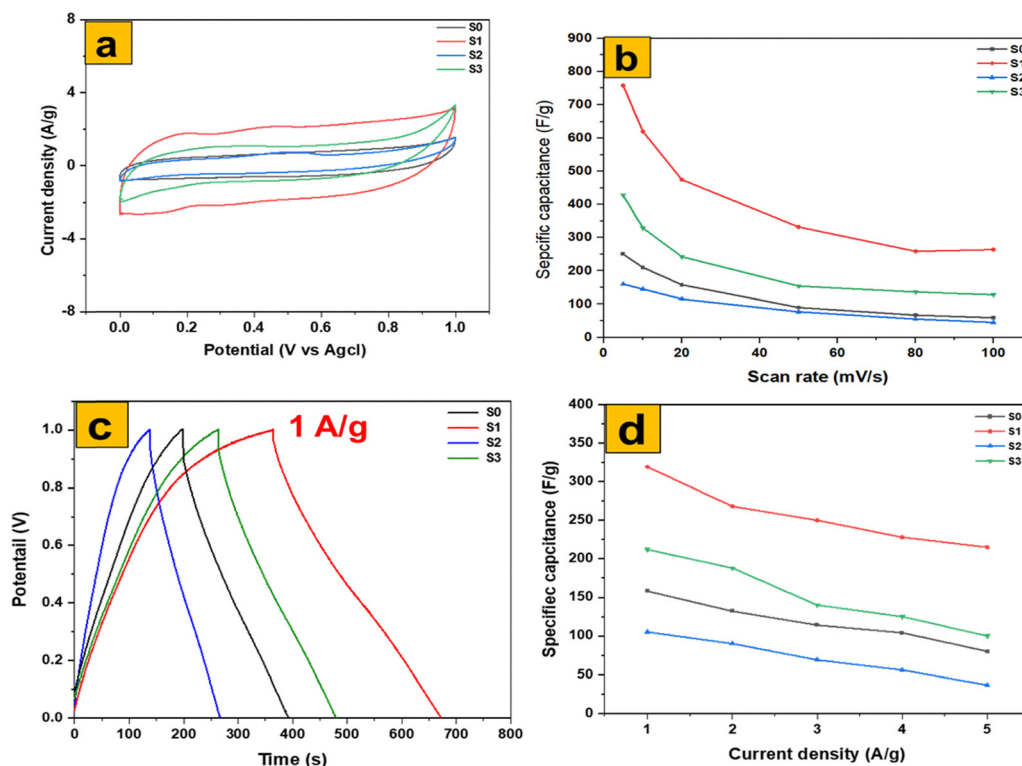 a
S0
S1
S2
S3
Current density (A/g)
8
4
0
-4
-8
0.0 0.2 0.4 0.6 0.8 1.0
Potential (V vs Agcl)
b
S0
S1
S2
S3
Sepcific capacitance (F/g)
900
800
700
600
500
400
300
200
100
0
20 40 60 80 100
Scan rate (mV/s)
c
1 A/g
S0
S1
S2
S3
Potentail (V)
1.0
0.8
0.6
0.4
0.2
0.0
0 100 200 300 400 500 600 700 800
Time (s)
d
S0
S1
S2
S3
Specifiec capcitance (F/g)
400
350
300
250
200
150
100
50
0
1 2 3 4 5
Current density (A/g)